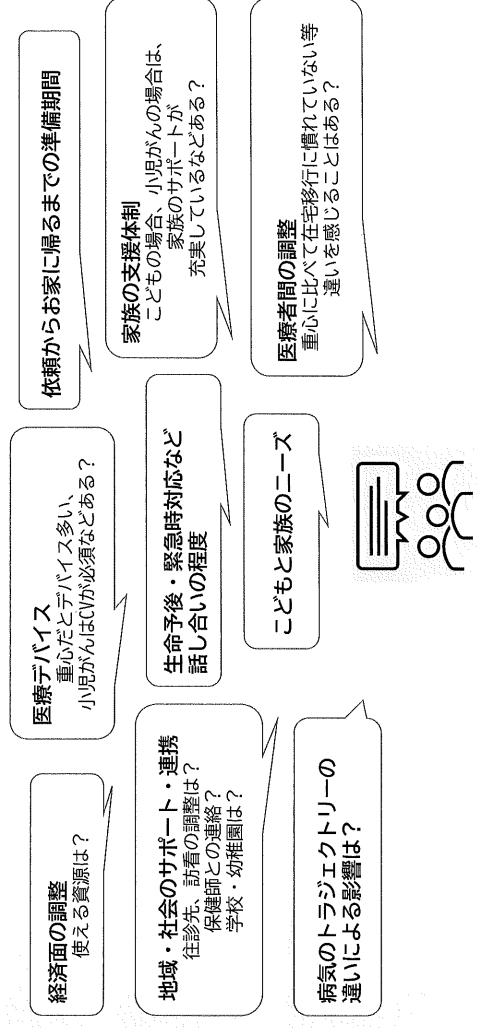 経済面の調整
使える資源は？
医療デバイス
重心だとデバイス多い、
小児がんはCVが必須などある？
依頼からお家に帰るまでの準備期間
地域・社会のサポート・連携
往診先、訪看の調整は？
保健師との連絡？
学校・幼稚園は？
生命予後・緊急時対応など
話し合いの程度
家族の支援体制
こどもの場合、小児がんの場合は、
家族のサポートが
充実しているなどある？
病気のトラジェクトリーの
違いによる影響は？
こどもと家族のニーズ
医療者間の調整
重心に比べて在宅移行に慣れていない等
違いを感じることはある？